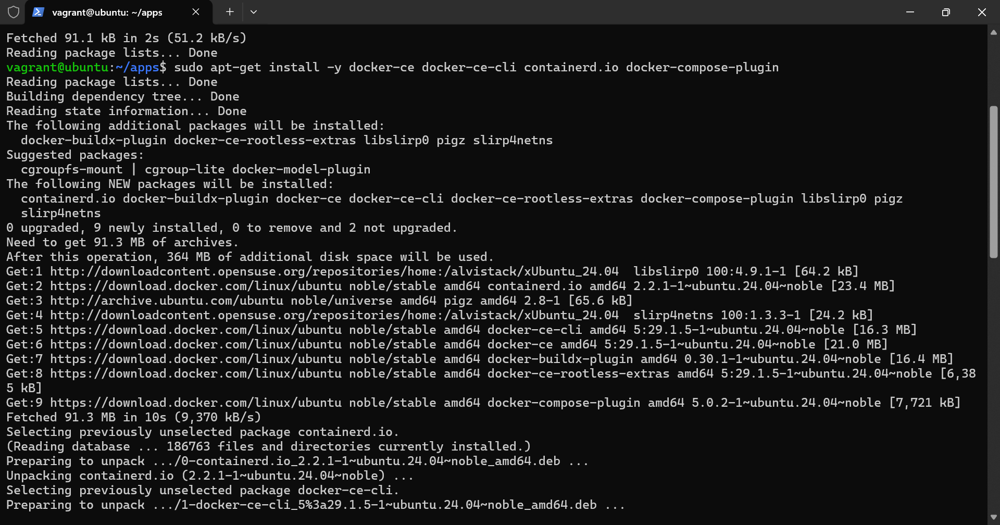 vagrant@ubuntu: ~/apps
Fetched 91.1 kB in 2s (51.2 kB/s)
Reading package lists... Done
vagrant@ubuntu:~/apps$ sudo apt-get install -y docker-ce docker-ce-cli containerd.io docker-compose-plugin
Reading package lists... Done
Building dependency tree... Done
Reading state information... Done
The following additional packages will be installed:
  docker-buildx-plugin docker-ce-rootless-extras libslirp0 pigz slirp4netns
Suggested packages:
  cgroupfs-mount | cgroup-lite docker-model-plugin
The following NEW packages will be installed:
  containerd.io docker-buildx-plugin docker-ce docker-ce-cli docker-ce-rootless-extras docker-compose-plugin libslirp0 pigz
  slirp4netns
0 upgraded, 9 newly installed, 0 to remove and 2 not upgraded.
Need to get 91.3 MB of archives.
After this operation, 364 MB of additional disk space will be used.
Get:1 http://downloadcontent.opensuse.org/repositories/home:/alvistack/xUbuntu_24.04  libslirp0 100:4.9.1-1 [64.2 kB]
Get:2 https://download.docker.com/linux/ubuntu noble/stable amd64 containerd.io amd64 2.2.1-1~ubuntu.24.04~noble [23.4 MB]
Get:3 http://archive.ubuntu.com/ubuntu noble/universe amd64 pigz amd64 2.8-1 [65.6 kB]
Get:4 http://downloadcontent.opensuse.org/repositories/home:/alvistack/xUbuntu_24.04  slirp4netns 100:1.3.3-1 [24.2 kB]
Get:5 https://download.docker.com/linux/ubuntu noble/stable amd64 docker-ce-cli amd64 5:29.1.5-1~ubuntu.24.04~noble [16.3 MB]
Get:6 https://download.docker.com/linux/ubuntu noble/stable amd64 docker-ce amd64 5:29.1.5-1~ubuntu.24.04~noble [21.0 MB]
Get:7 https://download.docker.com/linux/ubuntu noble/stable amd64 docker-buildx-plugin amd64 0.30.1-1~ubuntu.24.04~noble [16.4 MB]
Get:8 https://download.docker.com/linux/ubuntu noble/stable amd64 docker-ce-rootless-extras amd64 5:29.1.5-1~ubuntu.24.04~noble [6,38
5 kB]
Get:9 https://download.docker.com/linux/ubuntu noble/stable amd64 docker-compose-plugin amd64 5.0.2-1~ubuntu.24.04~noble [7,721 kB]
Fetched 91.3 MB in 10s (9,370 kB/s)
Selecting previously unselected package containerd.io.
(Reading database ... 186763 files and directories currently installed.)
Preparing to unpack .../0-containerd.io_2.2.1-1~ubuntu.24.04~noble_amd64.deb ...
Unpacking containerd.io (2.2.1-1~ubuntu.24.04~noble) ...
Selecting previously unselected package docker-ce-cli.
Preparing to unpack .../1-docker-ce-cli_5%3a29.1.5-1~ubuntu.24.04~noble_amd64.deb ...